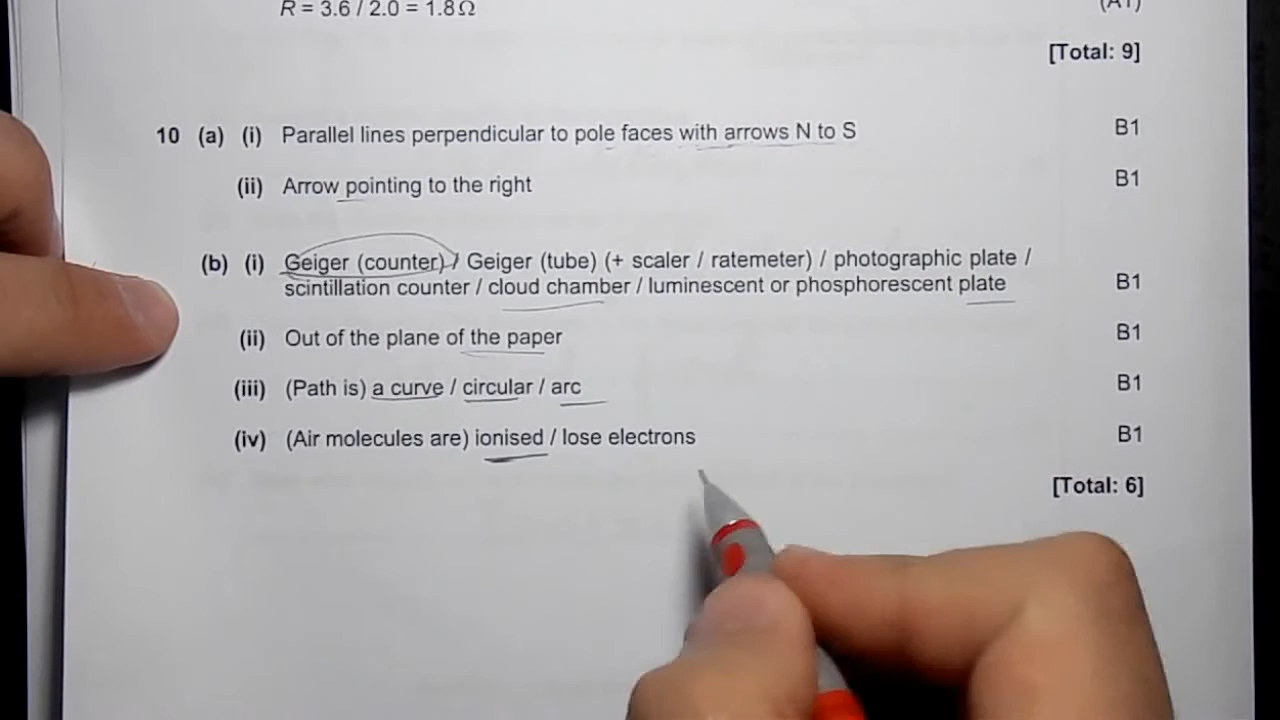 R = 3.6 / 2.0 = 1.8 Ω (A1)
[Total: 9]
10 (a) (i) Parallel lines perpendicular to pole faces with arrows N to S B1
(ii) Arrow pointing to the right B1
(b) (i) Geiger (counter) / Geiger (tube) (+ scaler / ratemeter) / photographic plate /
scintillation counter / cloud chamber / luminescent or phosphorescent plate B1
(ii) Out of the plane of the paper B1
(iii) (Path is) a curve / circular / arc B1
(iv) (Air molecules are) ionised / lose electrons B1
[Total: 6]